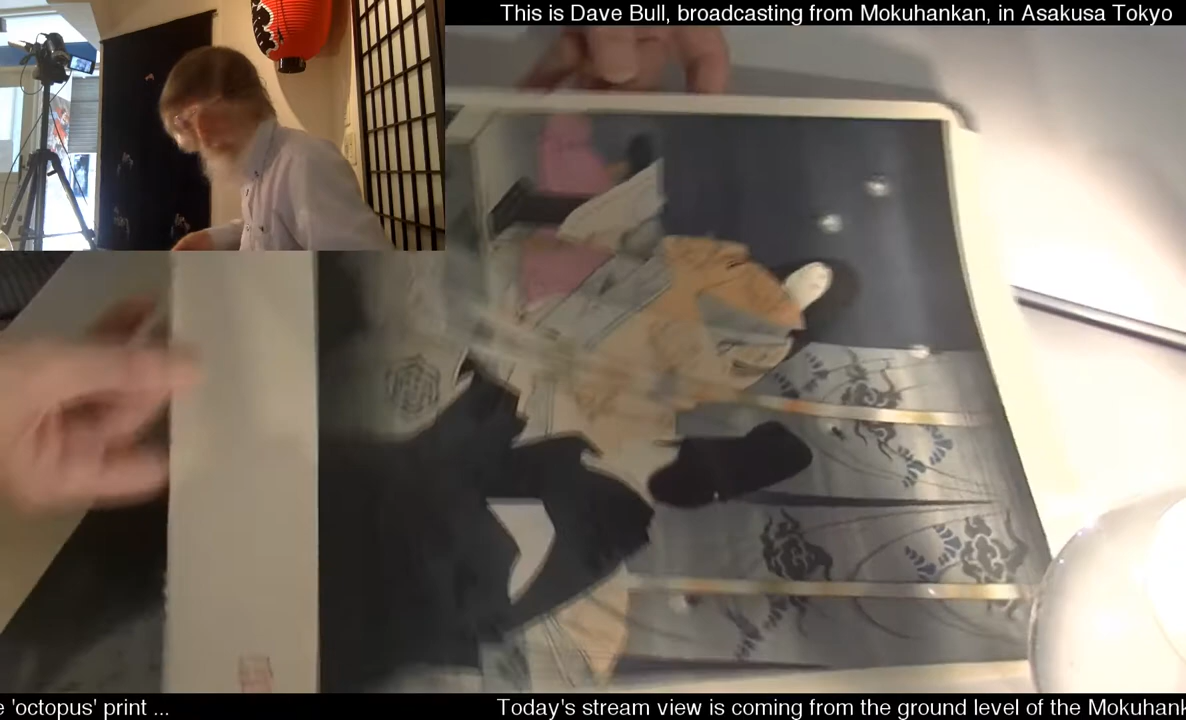 This is Dave Bull, broadcasting from Mokuhankan, in Asakusa Tokyo
'octopus' print ...
Today's stream view is coming from the ground level of the